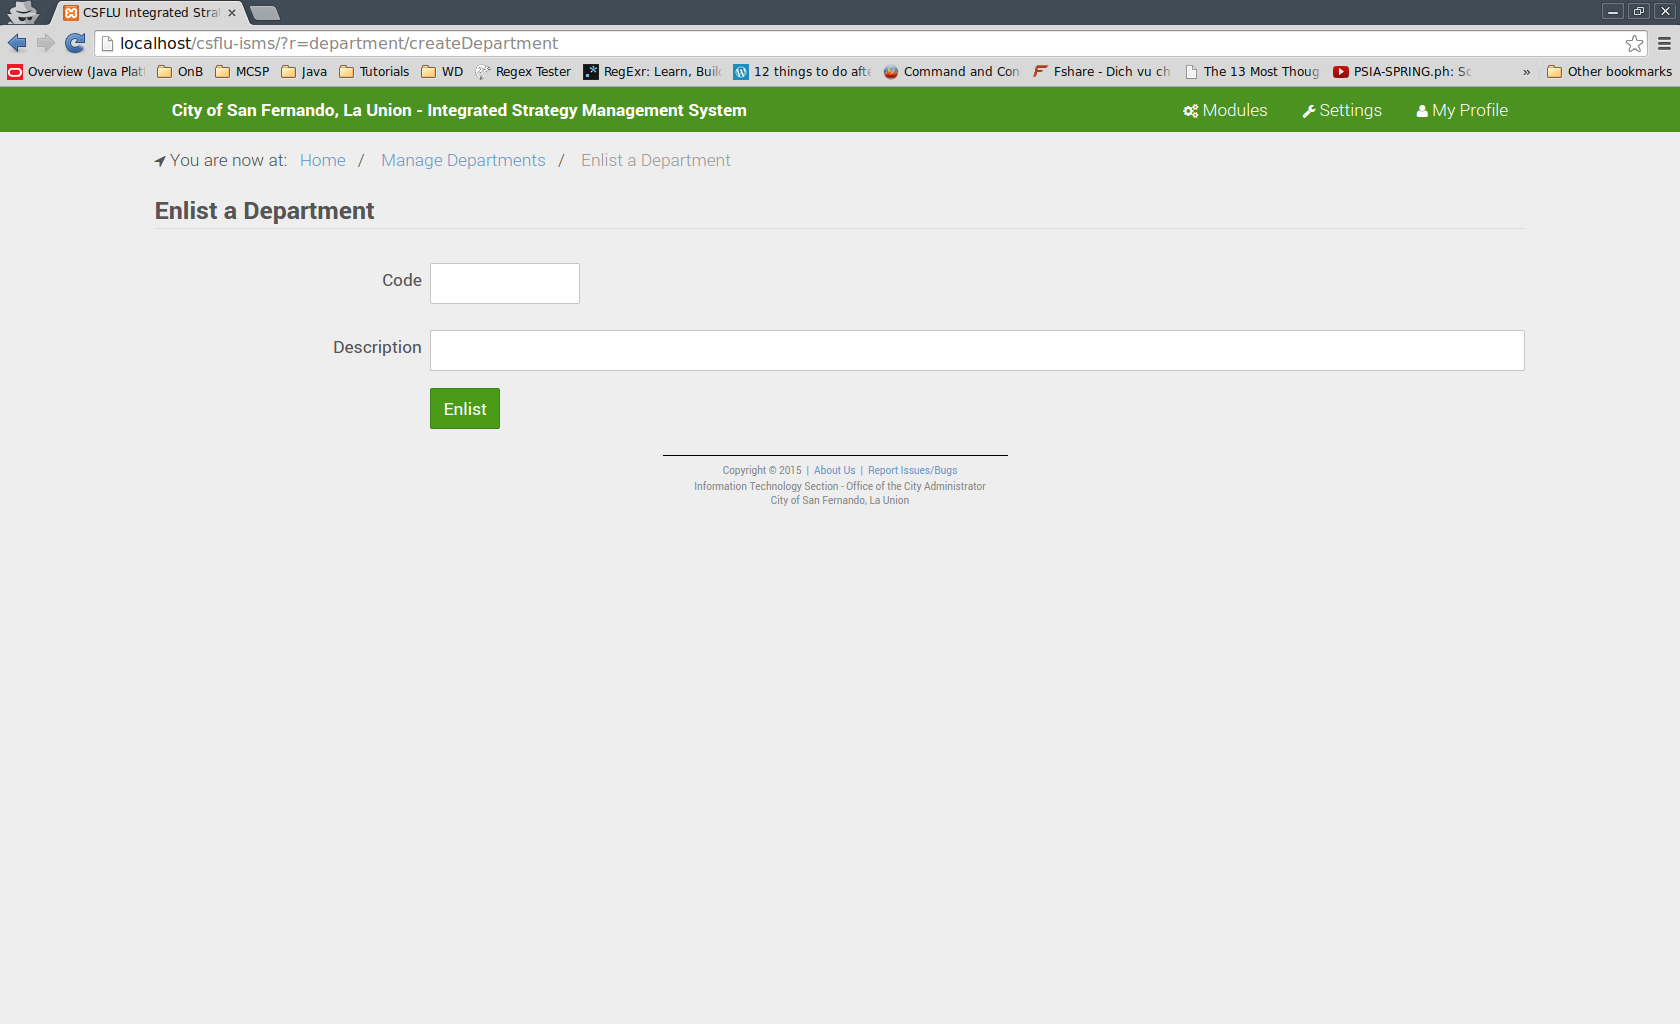 CSFLU Integrated Stra
localhost/csflu-isms/?r=department/createDepartment
Overview (Java Plat OnB MCSP Java Tutorials WD Regex Tester RegExr: Learn, Buil 12 things to do afte Command and Con Fshare - Dich vu ch The 13 Most Thoug PSIA-SPRING.ph: Sc » Other bookmarks
City of San Fernando, La Union - Integrated Strategy Management System Modules Settings My Profile
You are now at: Home / Manage Departments / Enlist a Department
Enlist a Department
Code
Description
Enlist
Copyright © 2015 | About Us | Report Issues/Bugs
Information Technology Section - Office of the City Administrator
City of San Fernando, La Union